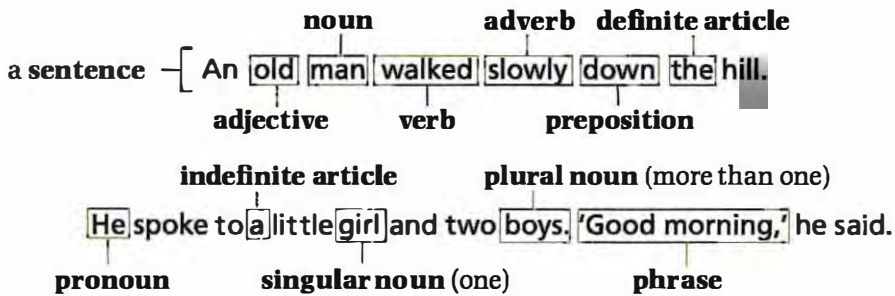 noun adverb definite article
a sentence An old man walked slowly down the hill.
adjective verb preposition
indefinite article plural noun (more than one)
He spoke to a little girl and two boys. 'Good morning,' he said.
pronoun singular noun (one) phrase